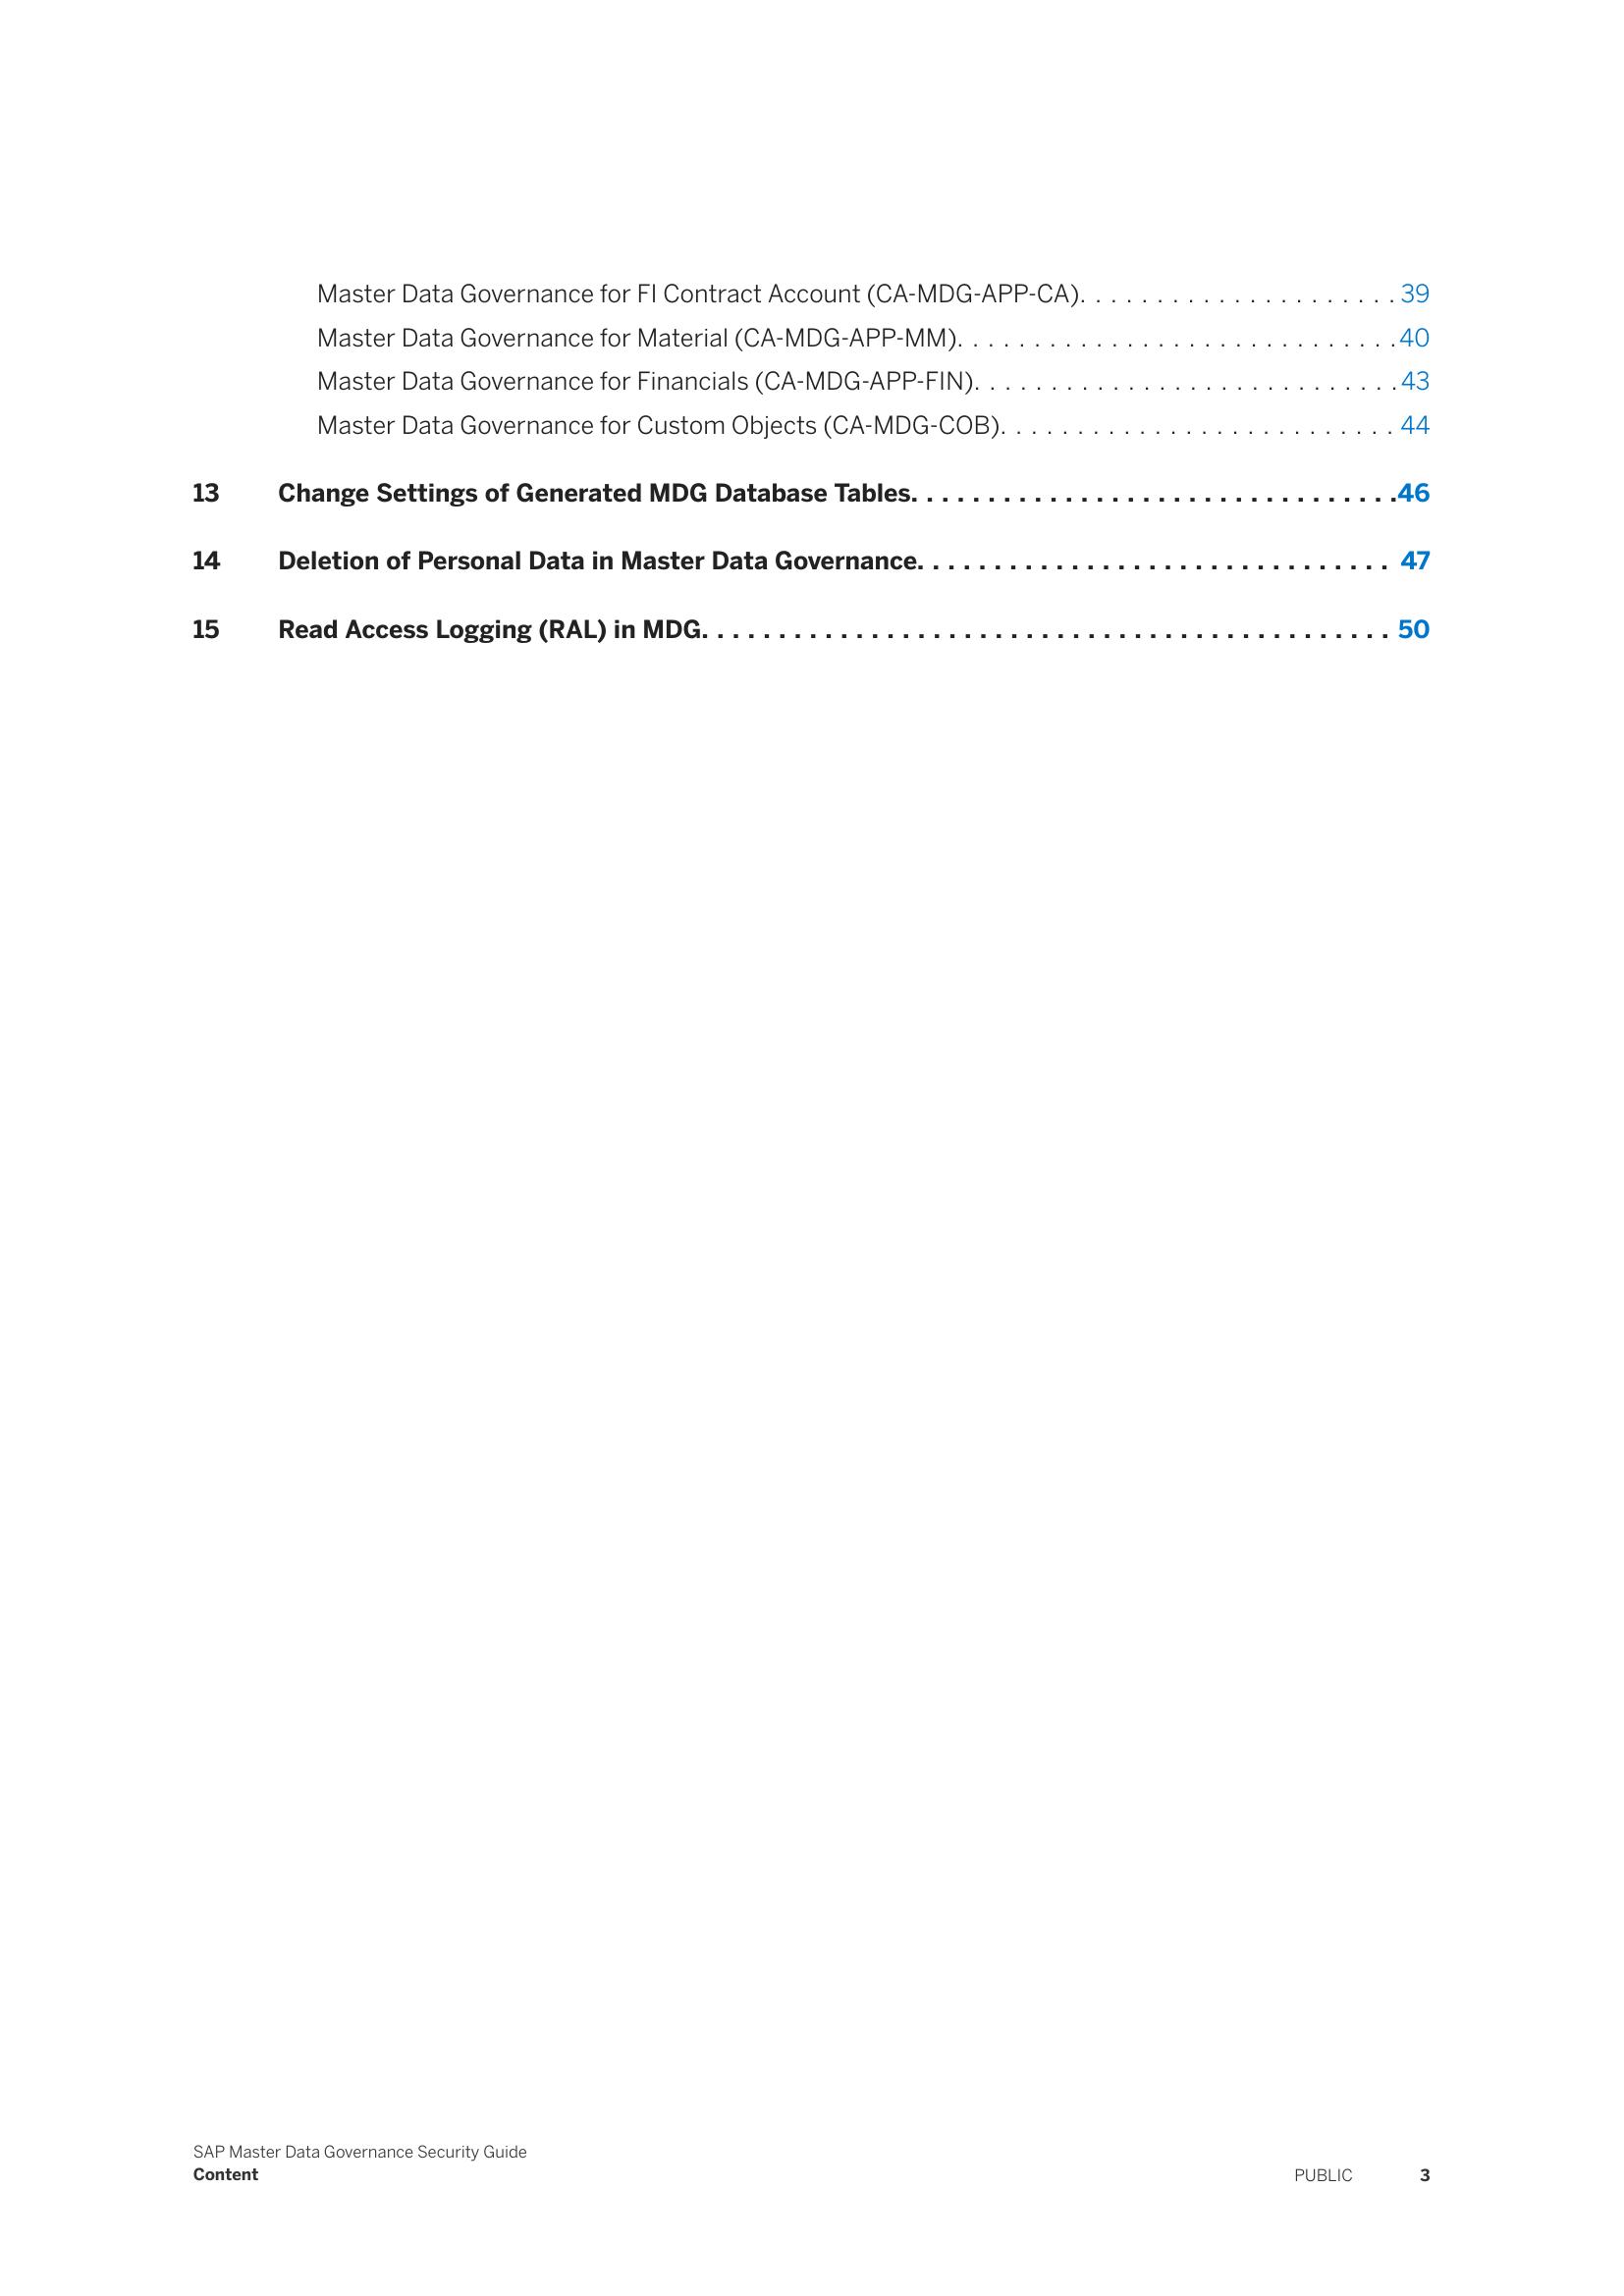 Master Data Governance for FI Contract Account (CA-MDG-APP-CA). . . . . . . . . . . . . . . . . . . . . 39
Master Data Governance for Material (CA-MDG-APP-MM). . . . . . . . . . . . . . . . . . . . . . . . . . . . . 40
Master Data Governance for Financials (CA-MDG-APP-FIN). . . . . . . . . . . . . . . . . . . . . . . . . . . . 43
Master Data Governance for Custom Objects (CA-MDG-COB). . . . . . . . . . . . . . . . . . . . . . . . . . 44
13 Change Settings of Generated MDG Database Tables. . . . . . . . . . . . . . . . . . . . . . . . . . . . . . . .46
14 Deletion of Personal Data in Master Data Governance. . . . . . . . . . . . . . . . . . . . . . . . . . . . . . . 47
15 Read Access Logging (RAL) in MDG. . . . . . . . . . . . . . . . . . . . . . . . . . . . . . . . . . . . . . . . . . . . . 50
SAP Master Data Governance Security Guide
Content PUBLIC 3